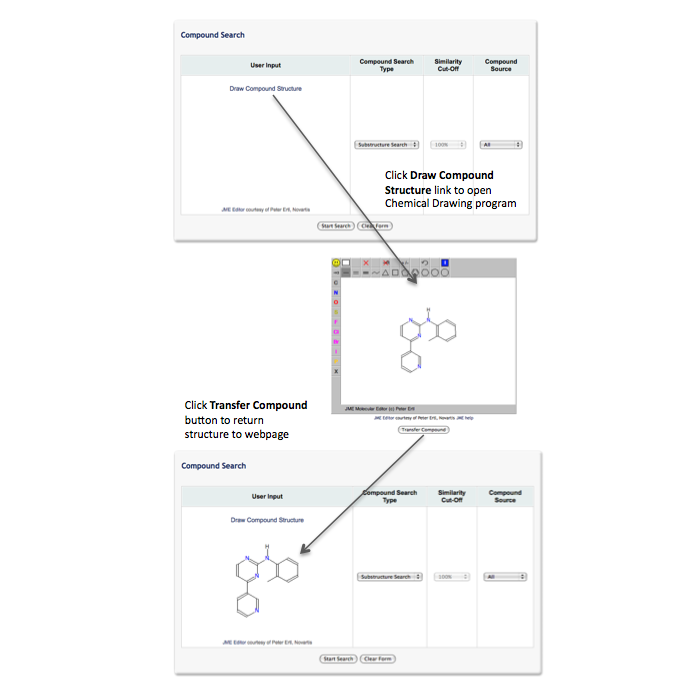 Compound Search
User Input
Compound Search
Type
Similarity
Cut-Off
Compound
Source
Draw Compound Structure
Substructure Search
100%
All
Click Draw Compound
Structure link to open
Chemical Drawing program
JME Editor courtesy of Peter Ertl, Novartis
Start Search
Clear Form
C
N
O
F
Cl
Br
I
X
H
N
N
N
N
JME Molecular Editor (c) Peter Ertl
JME Editor courtesy of Peter Ertl, Novartis JME help
Transfer Compound
Click Transfer Compound
button to return
structure to webpage
Compound Search
User Input
Compound Search
Type
Similarity
Cut-Off
Compound
Source
Draw Compound Structure
H
N
N
N
N
Substructure Search
100%
All
JME Editor courtesy of Peter Ertl, Novartis
Start Search
Clear Form